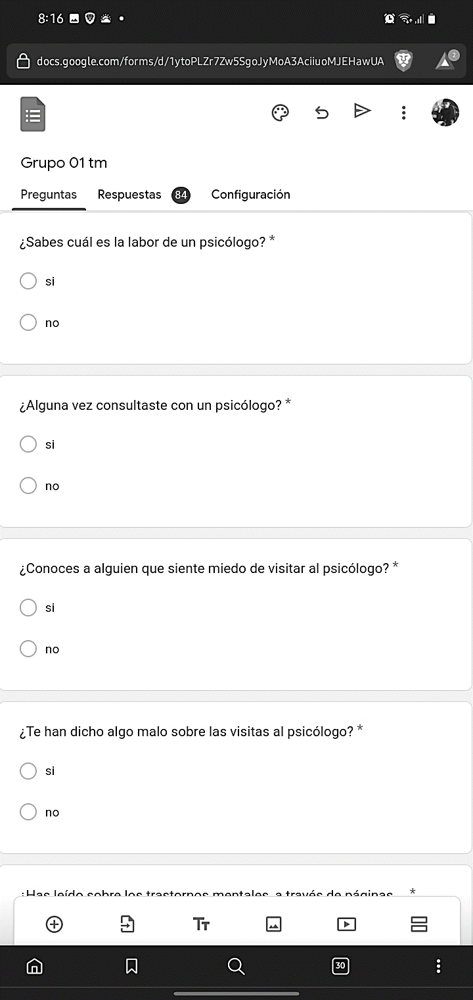 8:16
docs.google.com/forms/d/1ytoPLZr7Zw5SgoJyMoA3AciiuoMJEHawUA
2
Grupo 01 tm
Preguntas Respuestas 84 Configuración
¿Sabes cuál es la labor de un psicólogo? *
si
no
¿Alguna vez consultaste con un psicólogo? *
si
no
¿Conoces a alguien que siente miedo de visitar al psicólogo? *
si
no
¿Te han dicho algo malo sobre las visitas al psicólogo? *
si
no
¿Has leído sobre los trastornos mentales, a través de páginas... *
Tт
30